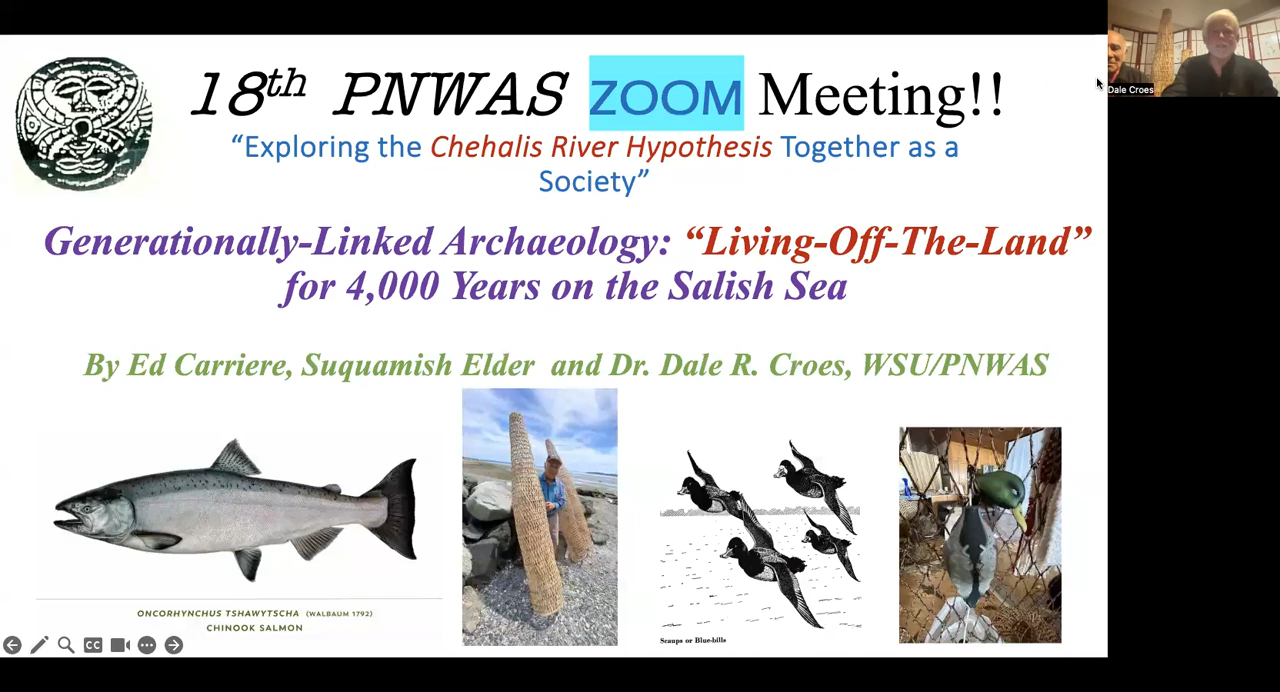 18th PNWAS ZOOM Meeting!!
“Exploring the Chehalis River Hypothesis Together as a
Society”
Generationally-Linked Archaeology: “Living-Off-The-Land”
for 4,000 Years on the Salish Sea
By Ed Carriere, Suquamish Elder and Dr. Dale R. Croes, WSU/PNWAS
ONCORHYNCHUS TSHAWYTSCHA (WALBAUM 1792)
CHINOOK SALMON
Scaups or Blue-bills
CC
Dale Croes